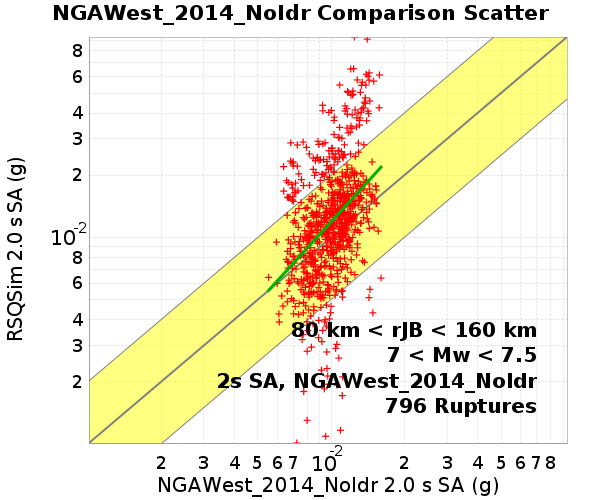 NGAWest_2014_NoIdr Comparison Scatter
8
6
4
3
2
10-2
8
6
4
3
2
RSQSim 2.0 s SA (g)
80 km < rJB < 160 km
7 < Mw < 7.5
2s SA, NGAWest_2014_NoIdr
796 Ruptures
2 3 4 5 6 7 10-2 2 3 4 5 6 7 8
NGAWest_2014_NoIdr 2.0 s SA (g)